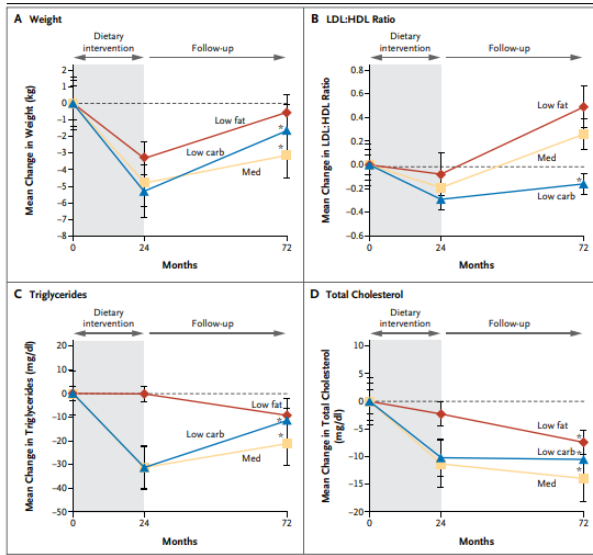 A Weight
Dietary
intervention
Follow-up
Mean Change in Weight (kg)
2
1
0
−1
−2
−3
−4
−5
−6
−7
−8
Low fat
Low carb
Med
*
*
0
24
72
Months
B LDL:HDL Ratio
Dietary
intervention
Follow-up
Mean Change in LDL:HDL Ratio
0.8
0.6
0.4
0.2
0.0
−0.2
−0.4
−0.6
Low fat
Med
Low carb
*
0
24
72
Months
C Triglycerides
Dietary
intervention
Follow-up
Mean Change in Triglycerides (mg/dl)
20
10
0
−10
−20
−30
−40
−50
Low fat
Low carb
Med
*
*
*
0
24
72
Months
D Total Cholesterol
Dietary
intervention
Follow-up
Mean Change in Total Cholesterol
(mg/dl)
10
5
0
−5
−10
−15
−20
Low fat
Low carb
Med
*
*
*
0
24
72
Months